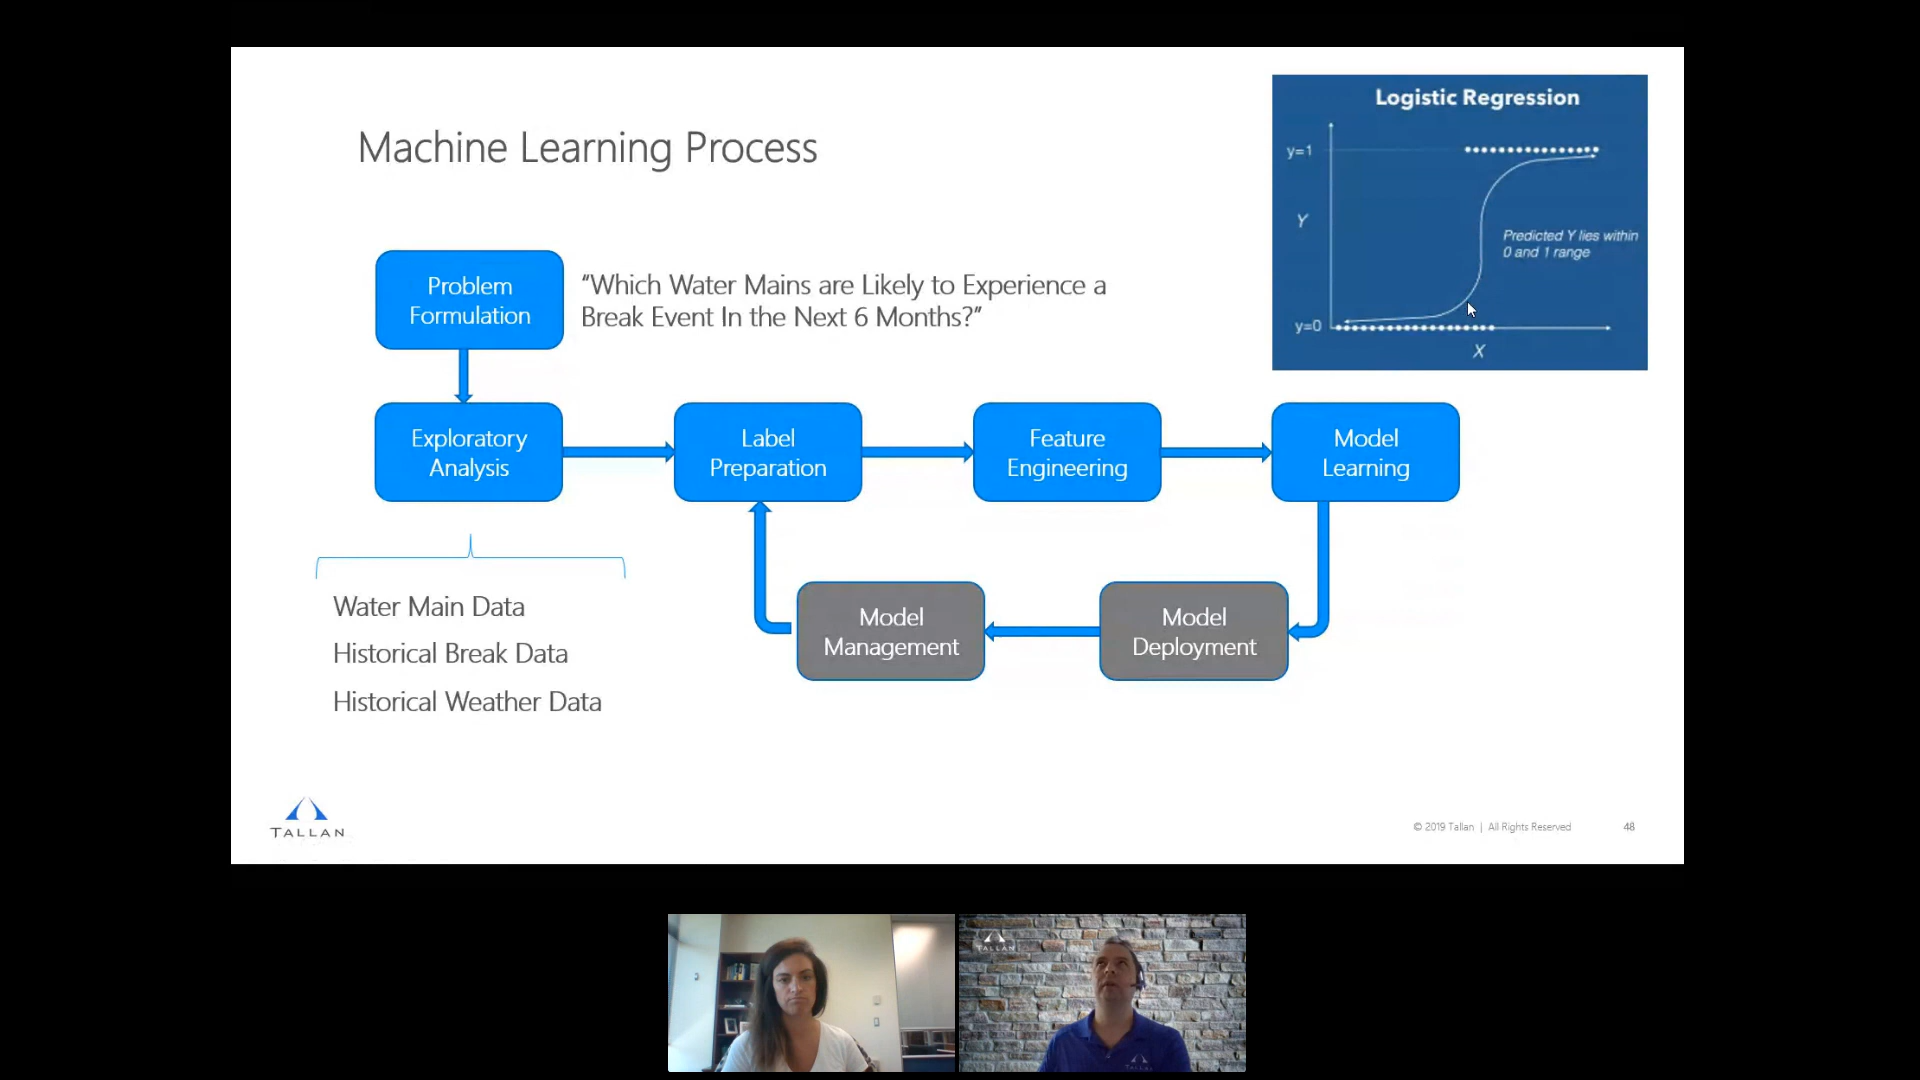 Machine Learning Process
Logistic Regression
y=1
Y
Predicted Y lies within
0 and 1 range
y=0
X
Problem
Formulation
“Which Water Mains are Likely to Experience a
Break Event In the Next 6 Months?”
Exploratory
Analysis
Label
Preparation
Feature
Engineering
Model
Learning
Model
Management
Model
Deployment
Water Main Data
Historical Break Data
Historical Weather Data
TALLAN
© 2019 Tallan | All Rights Reserved
48
TALLAN
TALLAN